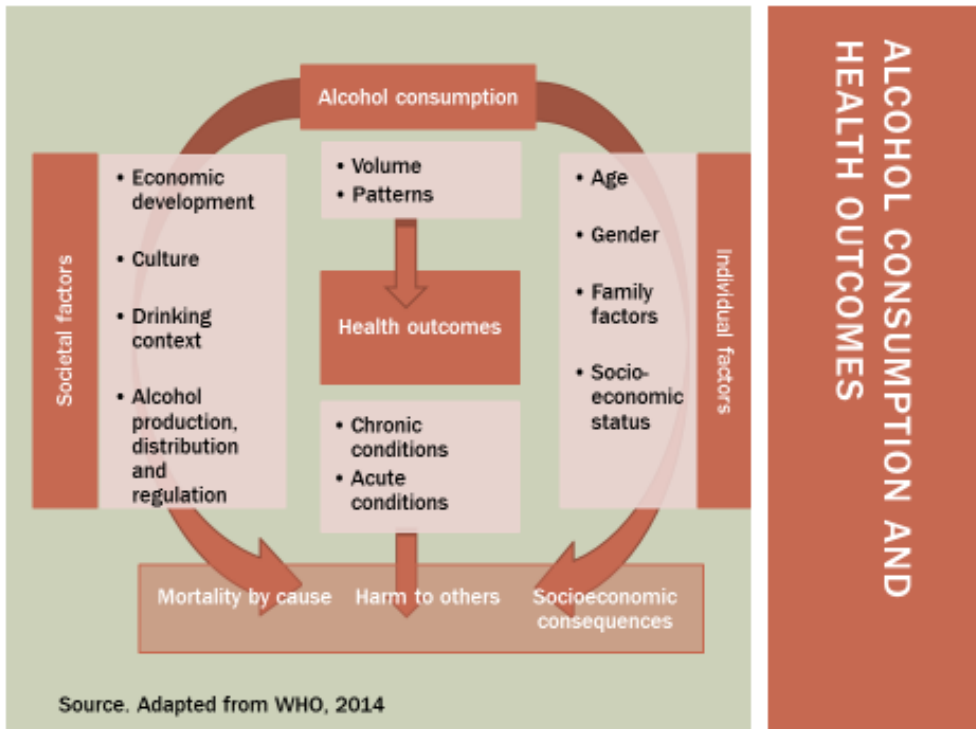 ALCOHOL CONSUMPTION AND
HEALTH OUTCOMES
Alcohol consumption
Societal factors
• Economic
development
• Culture
• Drinking
context
• Alcohol
production,
distribution
and
regulation
• Volume
• Patterns
Health outcomes
• Chronic
conditions
• Acute
conditions
• Age
• Gender
• Family
factors
• Socio-
economic
status
Individual factors
Mortality by cause
Harm to others
Socioeconomic
consequences
Source. Adapted from WHO, 2014